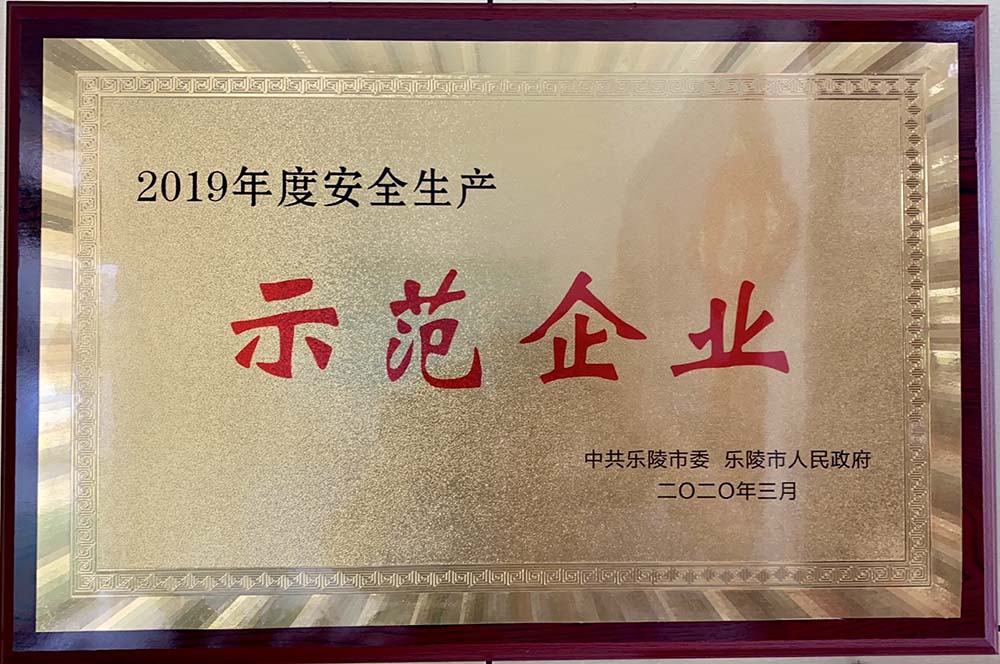 2019年度安全生产
示范企业
中共乐陵市委 乐陵市人民政府
二〇二〇年三月